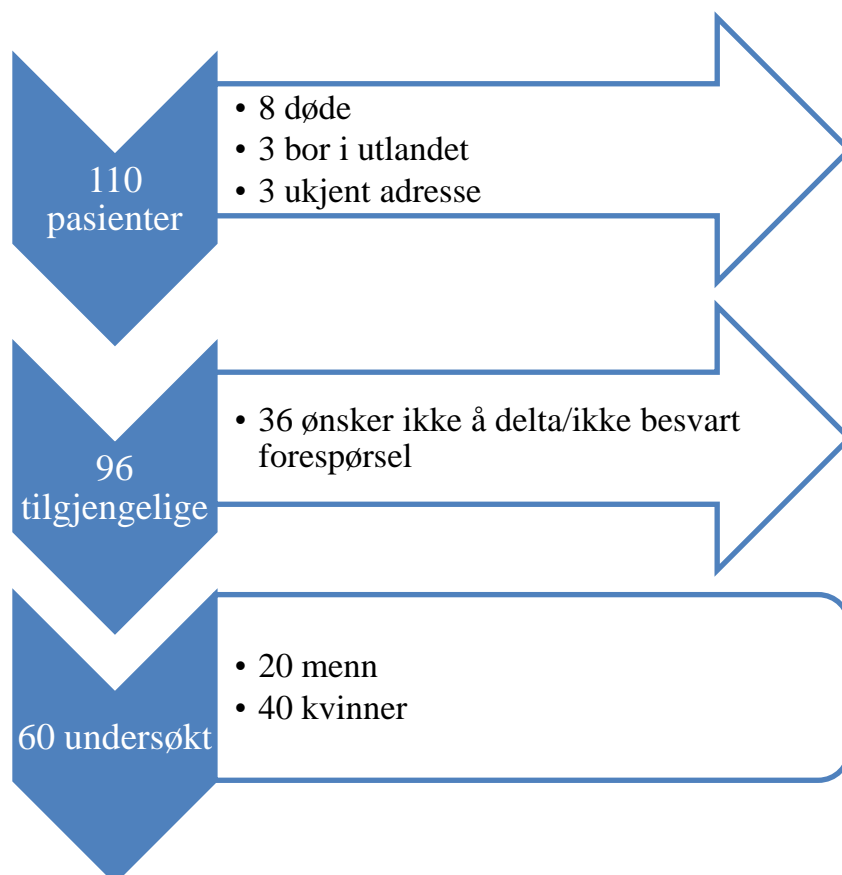 110
pasienter
• 8 døde
• 3 bor i utlandet
• 3 ukjent adresse
96
tilgjengelige
• 36 ønsker ikke å delta/ikke besvart
forespørsel
60 undersøkt
• 20 menn
• 40 kvinner